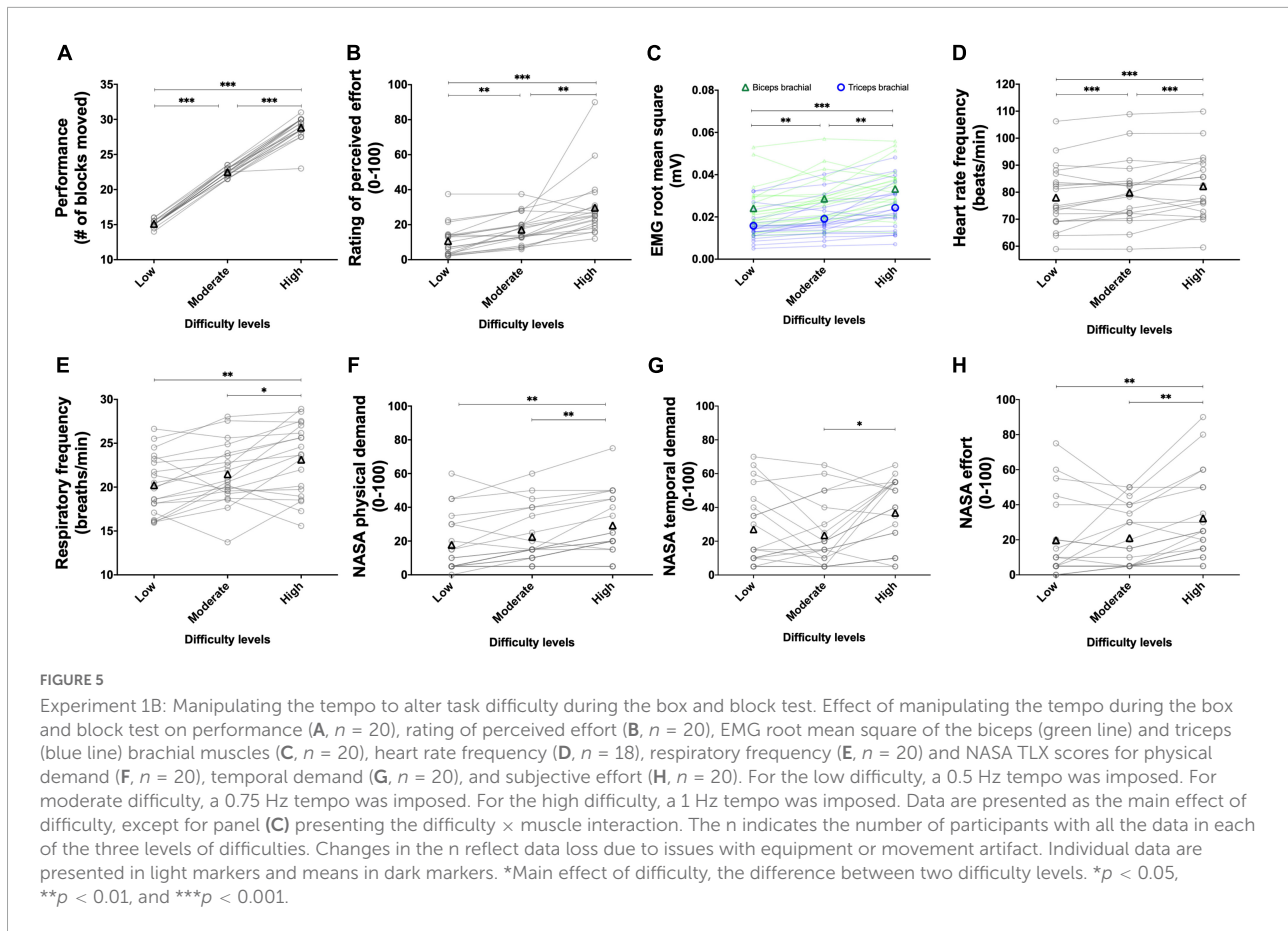 A
Performance
(# of blocks moved)
35
30
25
20
15
10
***
***
***
Low
Moderate
High
Difficulty levels
B
Rating of perceived effort
(0-100)
100
80
60
40
20
0
***
**
**
Low
Moderate
High
Difficulty levels
C
EMG root mean square
(mV)
Biceps brachial
Triceps brachial
0.08
0.06
0.04
0.02
0.00
***
**
**
Low
Moderate
High
Difficulty levels
D
Heart rate frequency
(beats/min)
120
110
100
90
80
70
60
***
***
***
Low
Moderate
High
Difficulty levels
E
Respiratory frequency
(breaths/min)
30
25
20
15
10
**
*
Low
Moderate
High
Difficulty levels
F
NASA physical demand
(0-100)
100
80
60
40
20
0
**
**
Low
Moderate
High
Difficulty levels
G
NASA temporal demand
(0-100)
100
80
60
40
20
0
*
Low
Moderate
High
Difficulty levels
H
NASA effort
(0-100)
100
80
60
40
20
0
**
**
Low
Moderate
High
Difficulty levels
FIGURE 5
Experiment 1B: Manipulating the tempo to alter task difficulty during the box and block test. Effect of manipulating the tempo during the box
and block test on performance (A, n = 20), rating of perceived effort (B, n = 20), EMG root mean square of the biceps (green line) and triceps
(blue line) brachial muscles (C, n = 20), heart rate frequency (D, n = 18), respiratory frequency (E, n = 20) and NASA TLX scores for physical
demand (F, n = 20), temporal demand (G, n = 20), and subjective effort (H, n = 20). For the low difficulty, a 0.5 Hz tempo was imposed. For
moderate difficulty, a 0.75 Hz tempo was imposed. For the high difficulty, a 1 Hz tempo was imposed. Data are presented as the main effect of
difficulty, except for panel (C) presenting the difficulty × muscle interaction. The n indicates the number of participants with all the data in each
of the three levels of difficulties. Changes in the n reflect data loss due to issues with equipment or movement artifact. Individual data are
presented in light markers and means in dark markers. *Main effect of difficulty, the difference between two difficulty levels. *p < 0.05,
**p < 0.01, and ***p < 0.001.